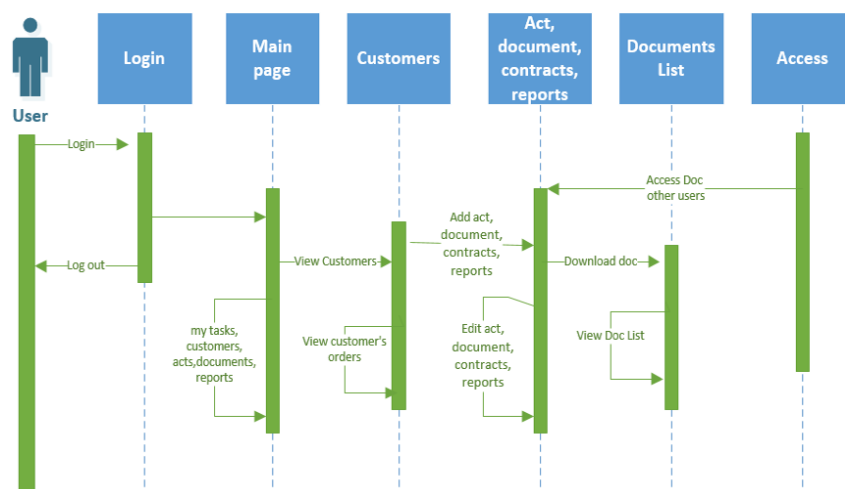 Login
Main
page
Customers
Act,
document,
contracts,
reports
Documents
List
Access
User
Login
Access Doc
other users
Add act,
document,
contracts,
reports
Log out
View Customers
Download doc
my tasks,
customers,
acts,documents,
reports
View customer's
orders
Edit act,
document,
contracts,
reports
View Doc List